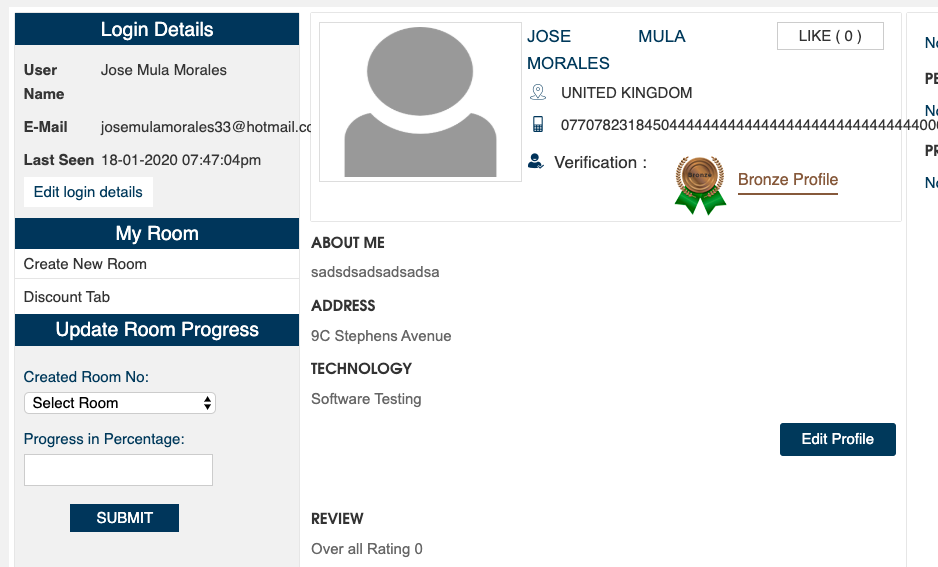 Login Details
User Name
Jose Mula Morales
E-Mail
josemulamorales33@hotmail.co
Last Seen 18-01-2020 07:47:04pm
Edit login details
My Room
Create New Room
Discount Tab
Update Room Progress
Created Room No:
Select Room
Progress in Percentage:
SUBMIT
JOSE MULA
MORALES
LIKE ( 0 )
UNITED KINGDOM
Verification :
Bronze
Bronze Profile
ABOUT ME
sadsdsadsadsadsa
ADDRESS
9C Stephens Avenue
TECHNOLOGY
Software Testing
Edit Profile
REVIEW
Over all Rating 0